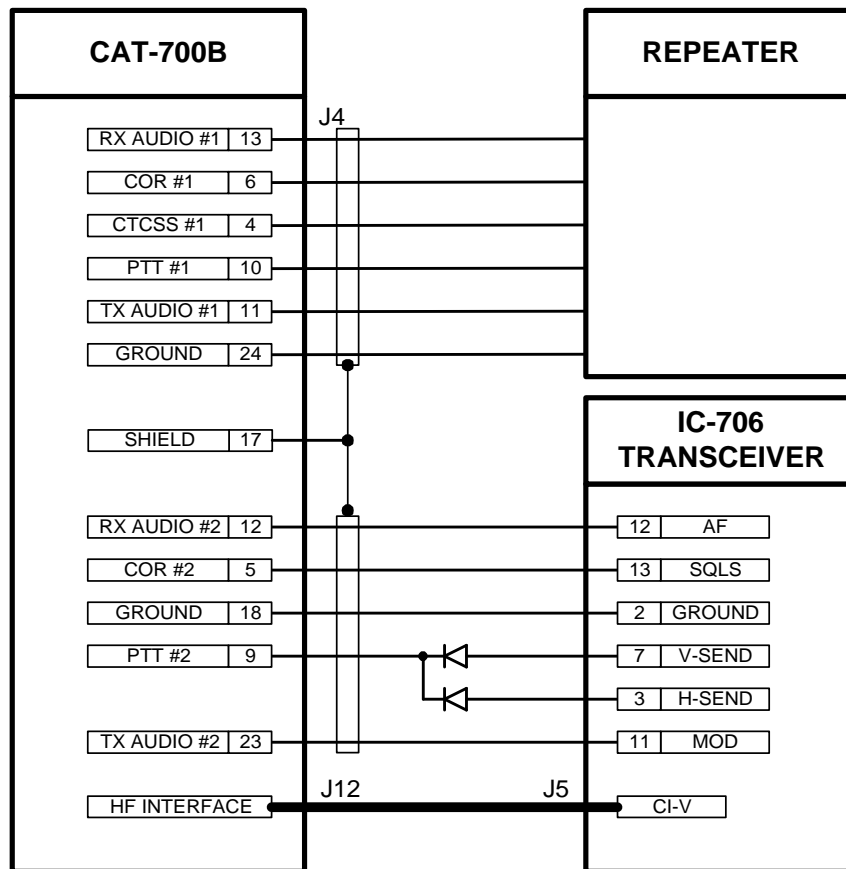 CAT-700B
REPEATER
J4
RX AUDIO #1 13
COR #1 6
CTCSS #1 4
PTT #1 10
TX AUDIO #1 11
GROUND 24
SHIELD 17
IC-706
TRANSCEIVER
RX AUDIO #2 12
12 AF
COR #2 5
13 SQLS
GROUND 18
2 GROUND
PTT #2 9
7 V-SEND
3 H-SEND
TX AUDIO #2 23
11 MOD
J12
J5
HF INTERFACE
CI-V